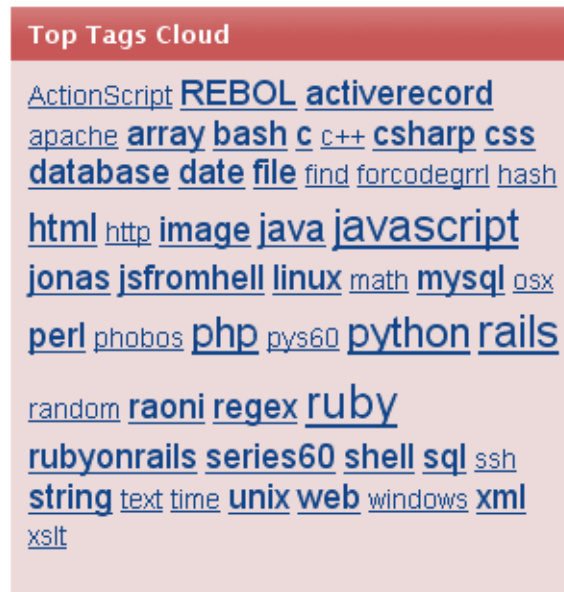 Top Tags Cloud
ActionScript REBOL activerecord
apache array bash c c++ csharp css
database date file find forcodegrrl hash
html http image java javascript
jonas jsfromhell linux math mysql osx
perl phobos php pys60 python rails
random raoni regex ruby
rubyonrails series60 shell sql ssh
string text time unix web windows xml
xslt